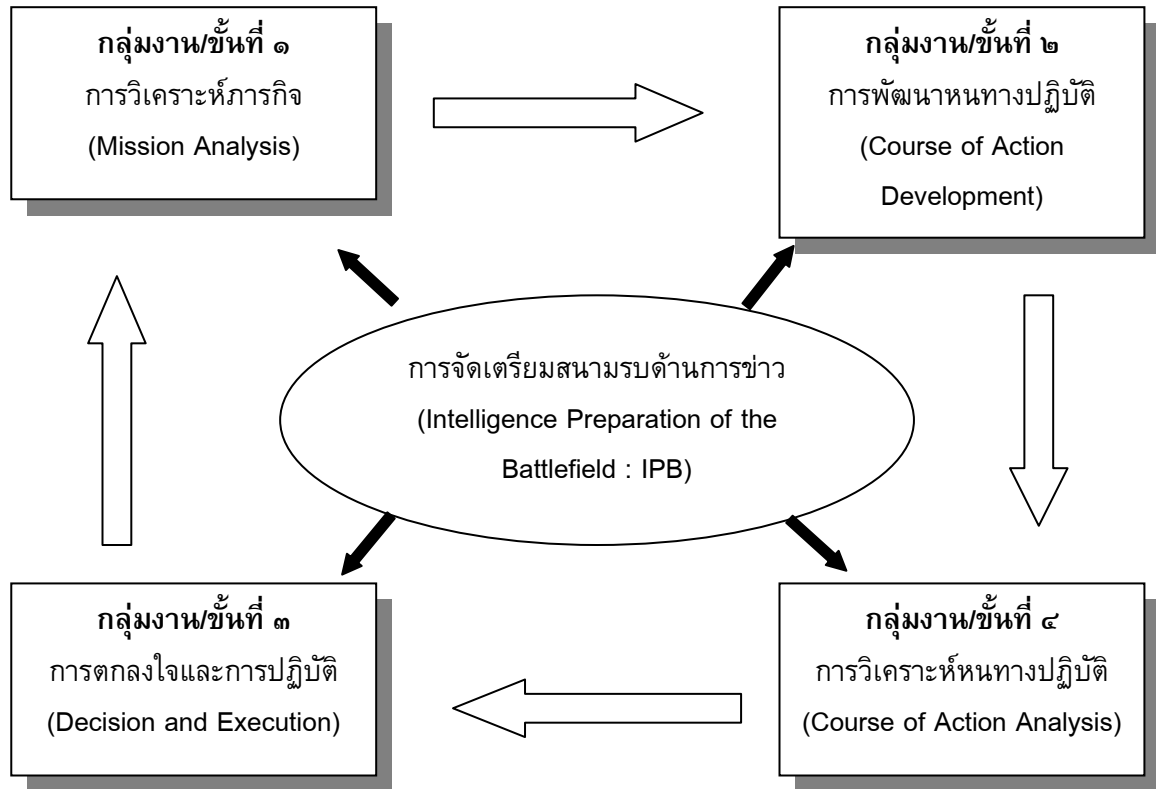 กลุ่มงาน/ขั้นที่ ๑
การวิเคราะห์ภารกิจ
(Mission Analysis)
กลุ่มงาน/ขั้นที่ ๒
การพัฒนาหนทางปฏิบัติ
(Course of Action
Development)
การจัดเตรียมสนามรบด้านการข่าว
(Intelligence Preparation of the
Battlefield : IPB)
กลุ่มงาน/ขั้นที่ ๓
การตกลงใจและการปฏิบัติ
(Decision and Execution)
กลุ่มงาน/ขั้นที่ ๔
การวิเคราะห์หนทางปฏิบัติ
(Course of Action Analysis)